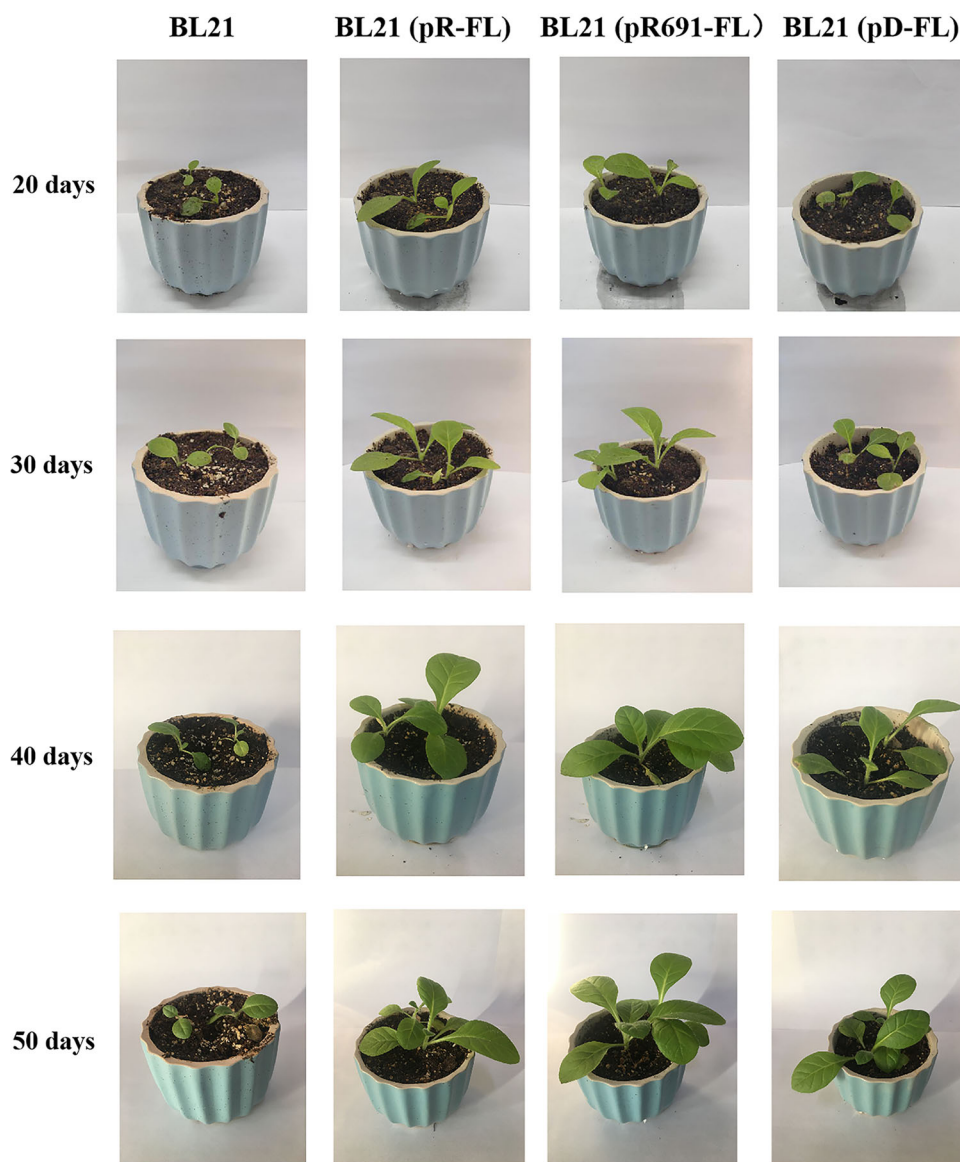 BL21
BL21 (pR-FL)
BL21 (pR691-FL）
BL21 (pD-FL)
20 days
30 days
40 days
50 days